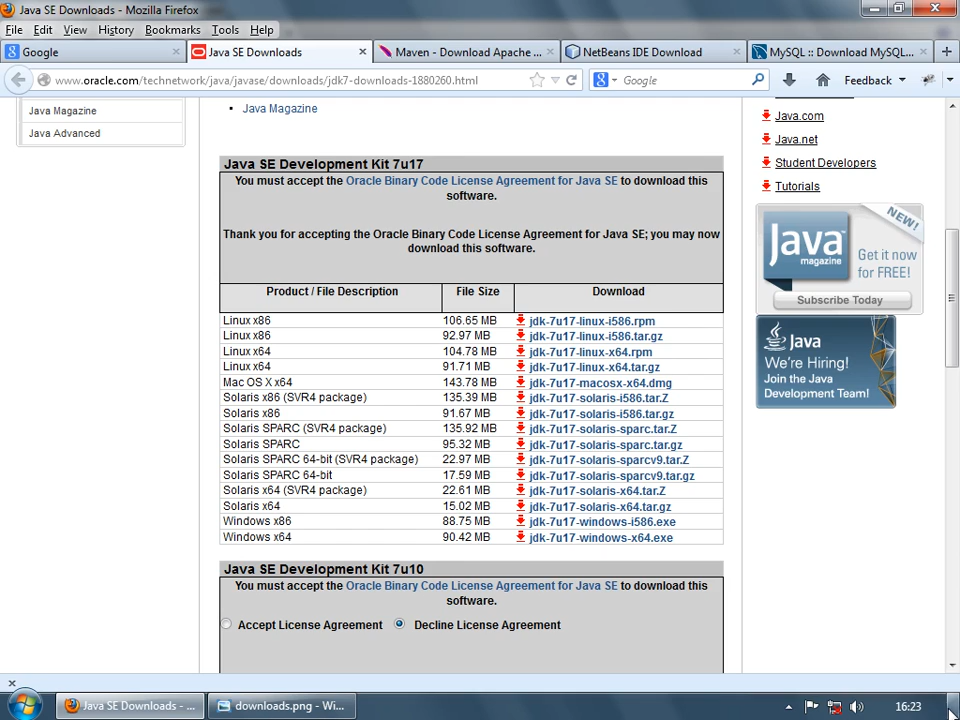 Java SE Downloads - Mozilla Firefox
File Edit View History Bookmarks Tools Help
Google
Java SE Downloads
Maven - Download Apache ...
NetBeans IDE Download
MySQL :: Download MySQL...
www.oracle.com/technetwork/java/javase/downloads/jdk7-downloads-1880260.html
Google
Feedback
Java Magazine
Java Advanced
Java Magazine
Java SE Development Kit 7u17
You must accept the Oracle Binary Code License Agreement for Java SE to download this
software.
Thank you for accepting the Oracle Binary Code License Agreement for Java SE; you may now
download this software.
Product / File Description File Size Download
Linux x86 106.65 MB jdk-7u17-linux-i586.rpm
Linux x86 92.97 MB jdk-7u17-linux-i586.tar.gz
Linux x64 104.78 MB jdk-7u17-linux-x64.rpm
Linux x64 91.71 MB jdk-7u17-linux-x64.tar.gz
Mac OS X x64 143.78 MB jdk-7u17-macosx-x64.dmg
Solaris x86 (SVR4 package) 135.39 MB jdk-7u17-solaris-i586.tar.Z
Solaris x86 91.67 MB jdk-7u17-solaris-i586.tar.gz
Solaris SPARC (SVR4 package) 135.92 MB jdk-7u17-solaris-sparc.tar.Z
Solaris SPARC 95.32 MB jdk-7u17-solaris-sparc.tar.gz
Solaris SPARC 64-bit (SVR4 package) 22.97 MB jdk-7u17-solaris-sparcv9.tar.Z
Solaris SPARC 64-bit 17.59 MB jdk-7u17-solaris-sparcv9.tar.gz
Solaris x64 (SVR4 package) 22.61 MB jdk-7u17-solaris-x64.tar.Z
Solaris x64 15.02 MB jdk-7u17-solaris-x64.tar.gz
Windows x86 88.75 MB jdk-7u17-windows-i586.exe
Windows x64 90.42 MB jdk-7u17-windows-x64.exe
Java SE Development Kit 7u10
You must accept the Oracle Binary Code License Agreement for Java SE to download this
software.
Accept License Agreement Decline License Agreement
Java.com
Java.net
Student Developers
Tutorials
NEW!
Java
magazine
Get it now
for FREE!
Subscribe Today
Java
We're Hiring!
Join the Java
Development Team!
Java SE Downloads - ...
downloads.png - Wi...
16:23